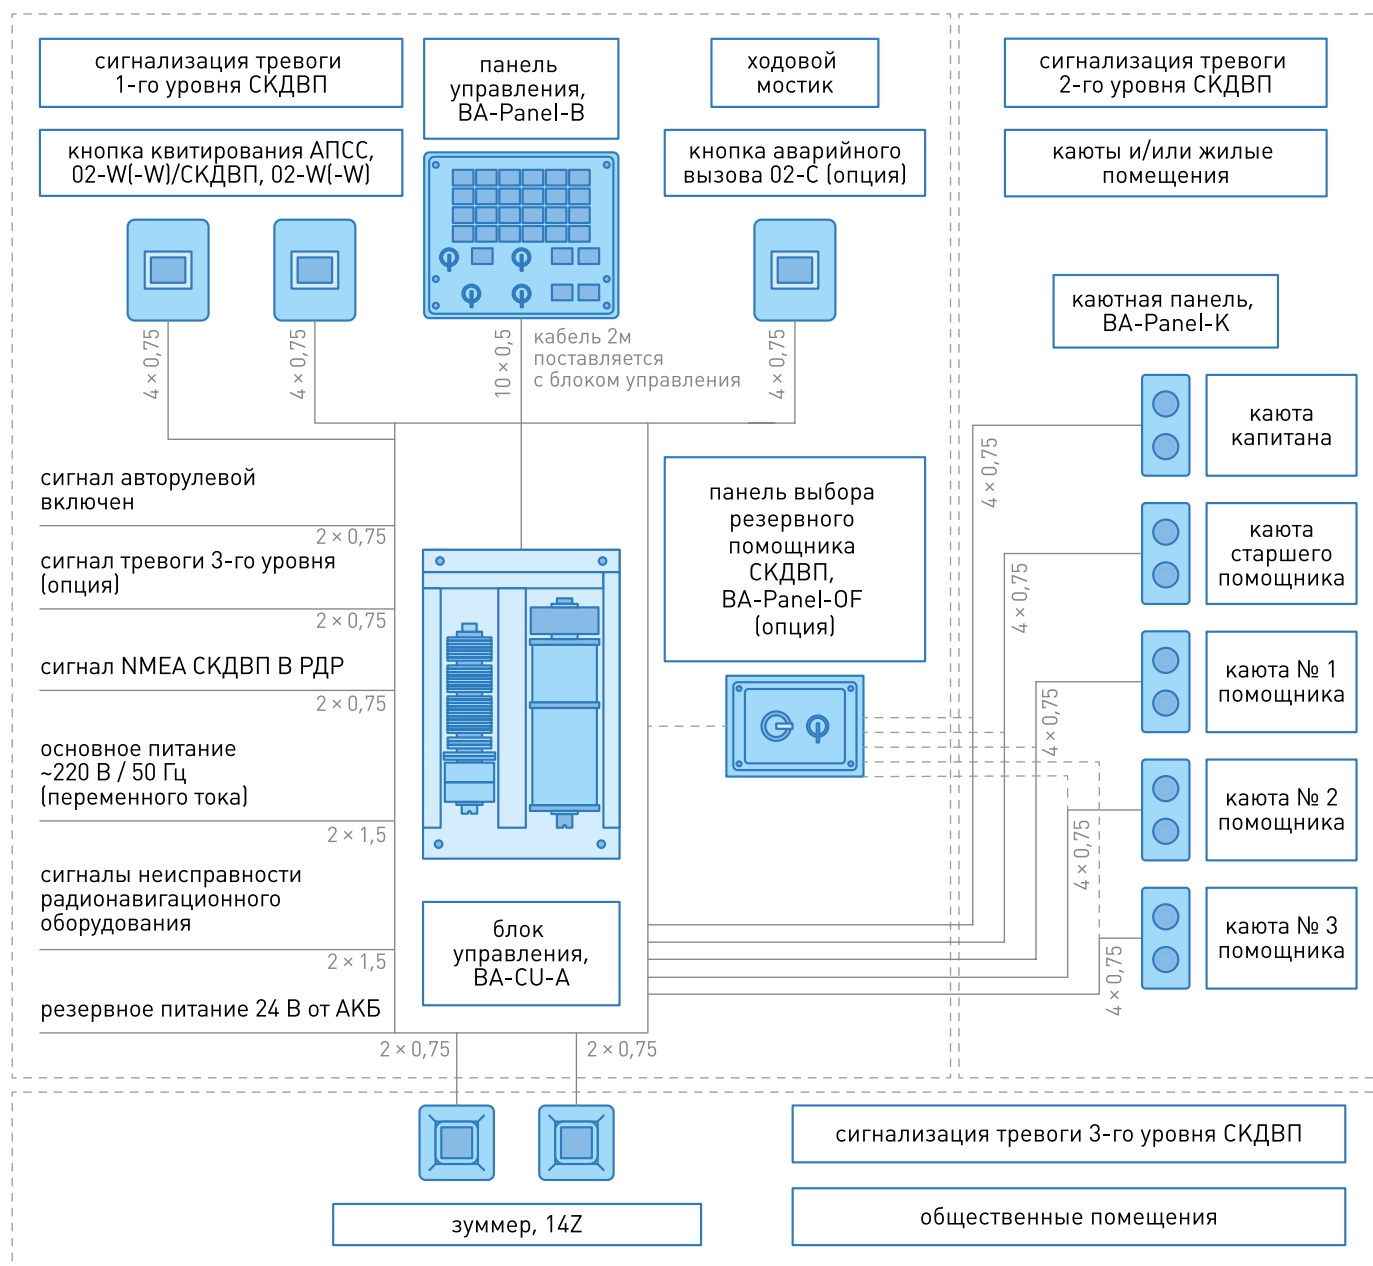 сигнализация тревоги
1-го уровня СКДВП
кнопка квитирования АПСС,
02-W(-W)/СКДВП, 02-W(-W)
панель
управления,
BA-Panel-B
ходовой
мостик
кнопка аварийного
вызова 02-С (опция)
сигнализация тревоги
2-го уровня СКДВП
каюты и/или жилые
помещения
каютная панель,
BA-Panel-K
4 × 0,75
4 × 0,75
10 × 0,5
кабель 2м
поставляется
с блоком управления
4 × 0,75
сигнал авторулевой
включен
2 × 0,75
сигнал тревоги 3-го уровня
(опция)
2 × 0,75
сигнал NMEA СКДВП В РДР
2 × 0,75
основное питание
~220 В / 50 Гц
(переменного тока)
2 × 1,5
сигналы неисправности
радионавигационного
оборудования
2 × 1,5
резервное питание 24 В от АКБ
панель выбора
резервного
помощника
СКДВП,
BA-Panel-OF
(опция)
блок
управления,
BA-CU-A
4 × 0,75
каюта
капитана
4 × 0,75
каюта
старшего
помощника
4 × 0,75
каюта № 1
помощника
4 × 0,75
каюта № 2
помощника
4 × 0,75
каюта № 3
помощника
2 × 0,75
2 × 0,75
зуммер, 14Z
сигнализация тревоги 3-го уровня СКДВП
общественные помещения